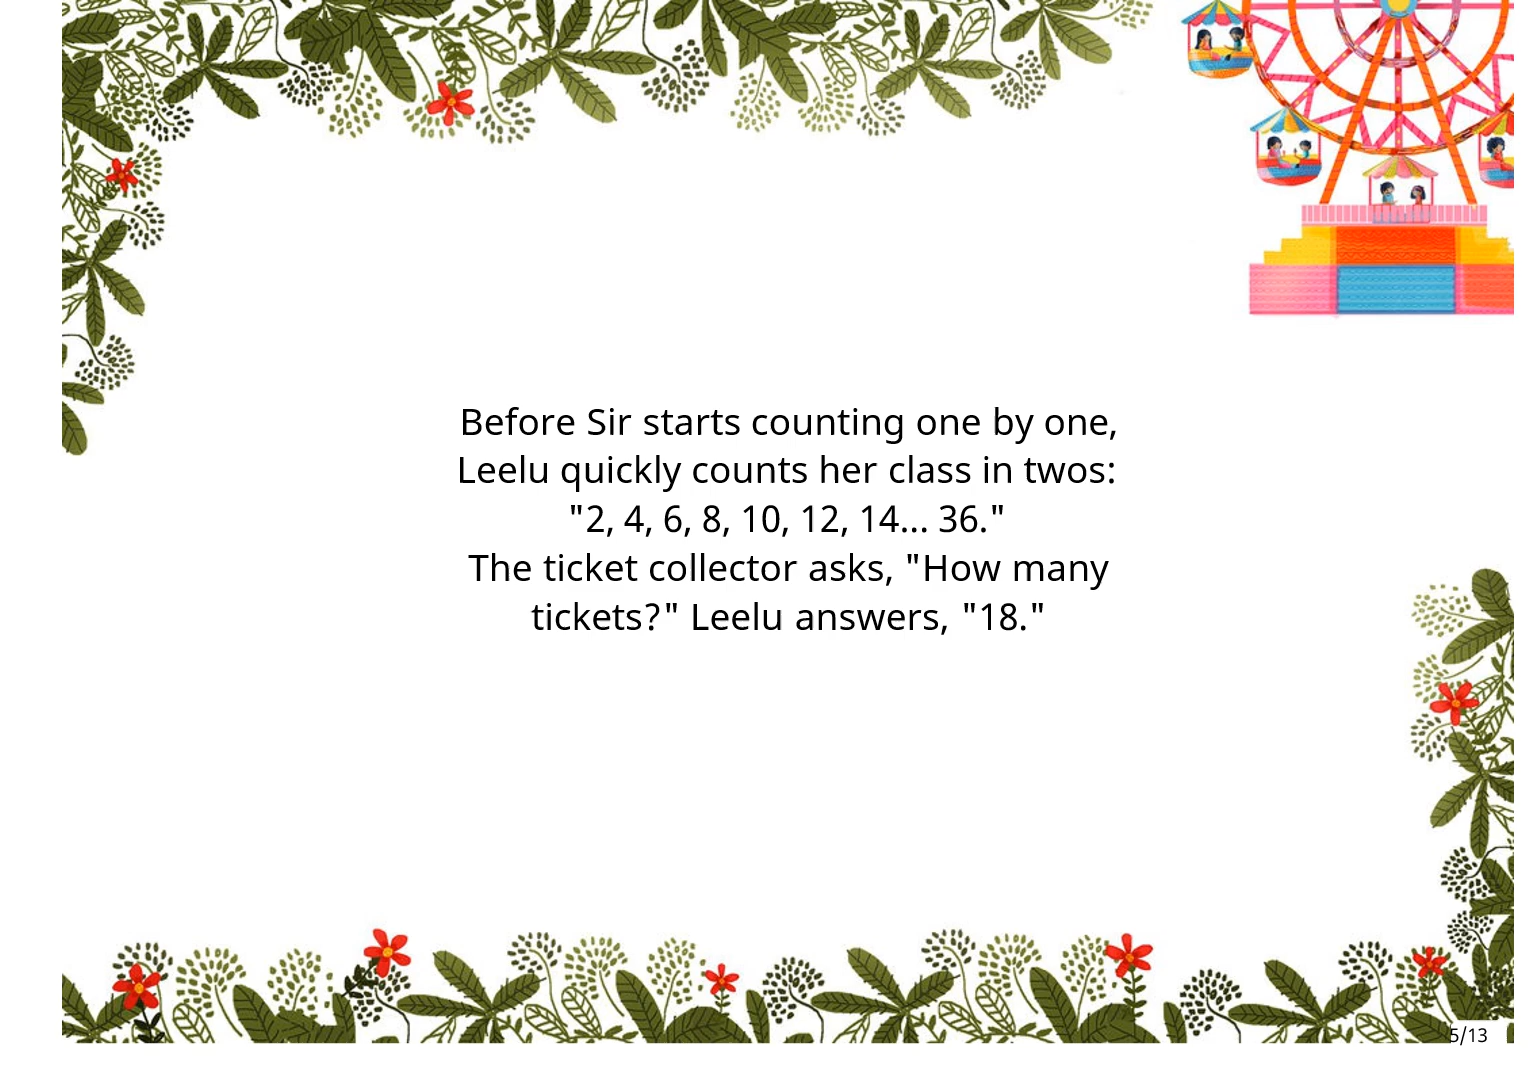 Before Sir starts counting one by one,
Leelu quickly counts her class in twos:
"2, 4, 6, 8, 10, 12, 14... 36."
The ticket collector asks, "How many
tickets?" Leelu answers, "18."
5/13